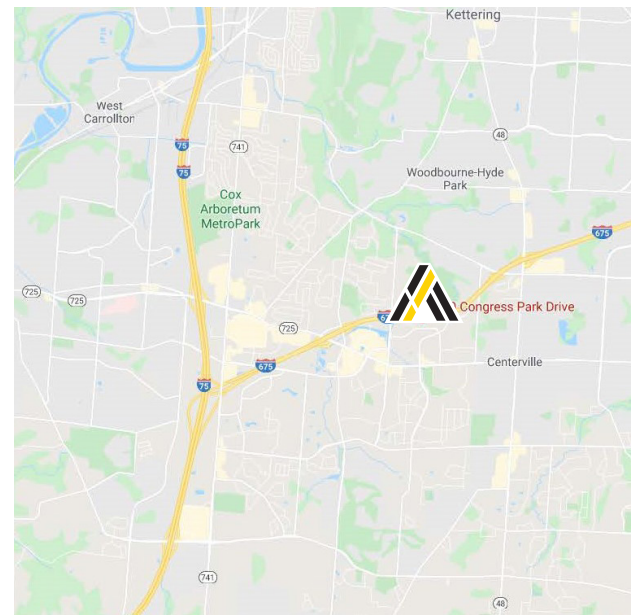 Kettering
West
Carrollton
48
741
75
75
Woodbourne-Hyde
Park
Cox
Arboretum
MetroPark
675
725
725
Congress Park Drive
725
675
Centerville
75
741
48